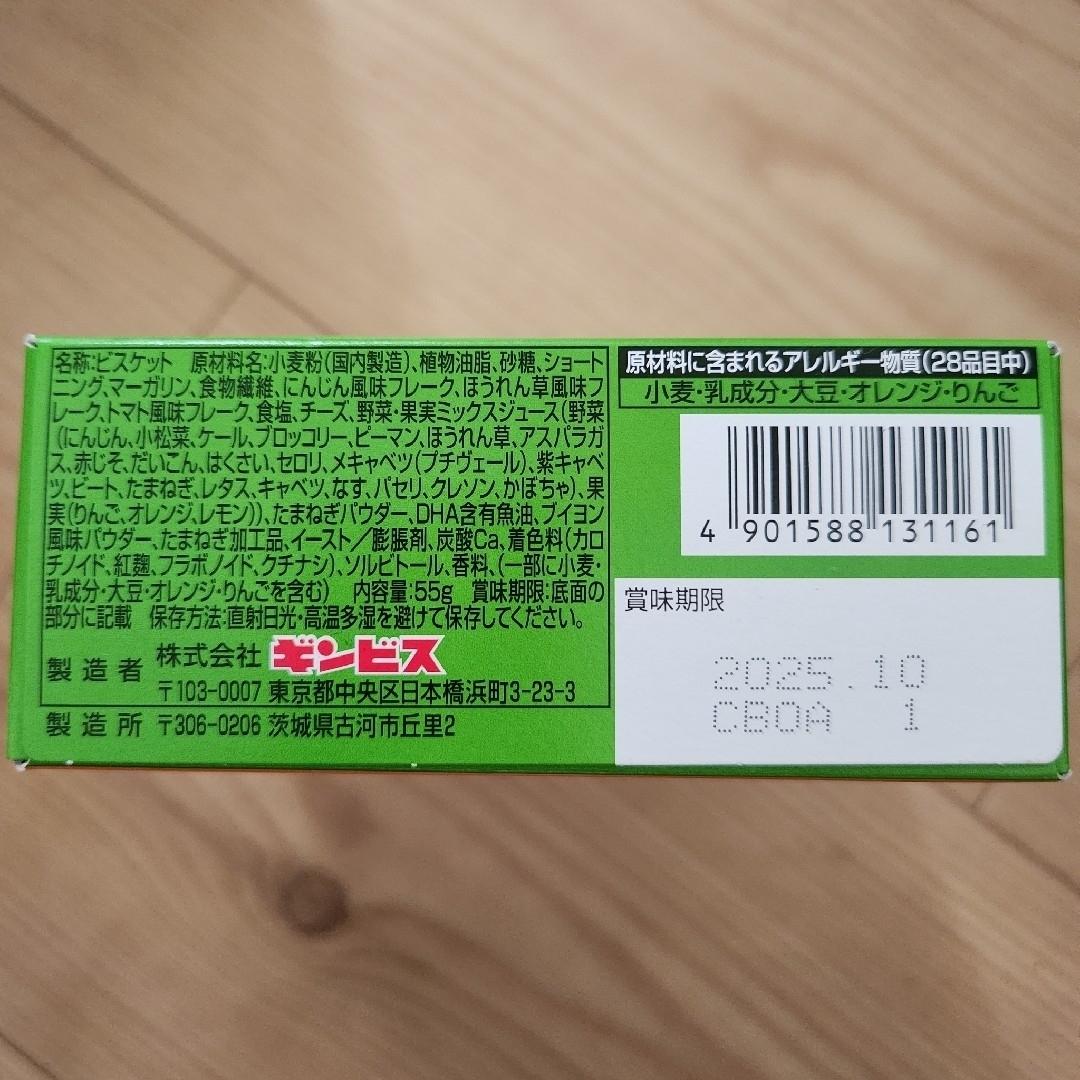 名称:ビスケット 原材料名:小麦粉(国内製造)、植物油脂、砂糖、ショート
ニング、マーガリン、食物繊維、にんじん風味フレーク、ほうれん草風味フ
レーク、トマト風味フレーク、食塩、チーズ、野菜・果実ミックスジュース(野菜
(にんじん、小松菜、ケール、ブロッコリー、ピーマン、ほうれん草、アスパラガ
ス、赤じそ、だいこん、はくさい、セロリ、メキャベツ(プチヴェール)、紫キャベ
ツ、ビート、たまねぎ、レタス、キャベツ、なす、パセリ、クレソン、かぼちゃ)、果
実(りんご、オレンジ、レモン))、たまねぎパウダー、DHA含有魚油、ブイヨン
風味パウダー、たまねぎ加工品、イースト/膨脹剤、炭酸Ca、着色料(カロ
チノイド、紅麹、フラボノイド、クチナシ)、ソルビトール、香料、(一部に小麦・
乳成分・大豆・オレンジ・りんごを含む) 内容量:55g 賞味期限:底面の
部分に記載 保存方法:直射日光・高温多湿を避けて保存してください。
製造者 株式会社 ギンビス
〒103-0007 東京都中央区日本橋浜町3-23-3
製造所 〒306-0206 茨城県古河市丘里2
原材料に含まれるアレルギー物質(28品目中)
小麦・乳成分・大豆・オレンジ・りんご
4 901588 131161
賞味期限
2025.10
CBOA 1